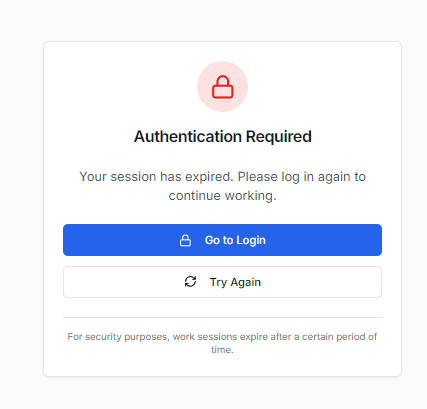 Authentication Required
Your session has expired. Please log in again to
continue working.
Go to Login
Try Again
For security purposes, work sessions expire after a certain period of
time.